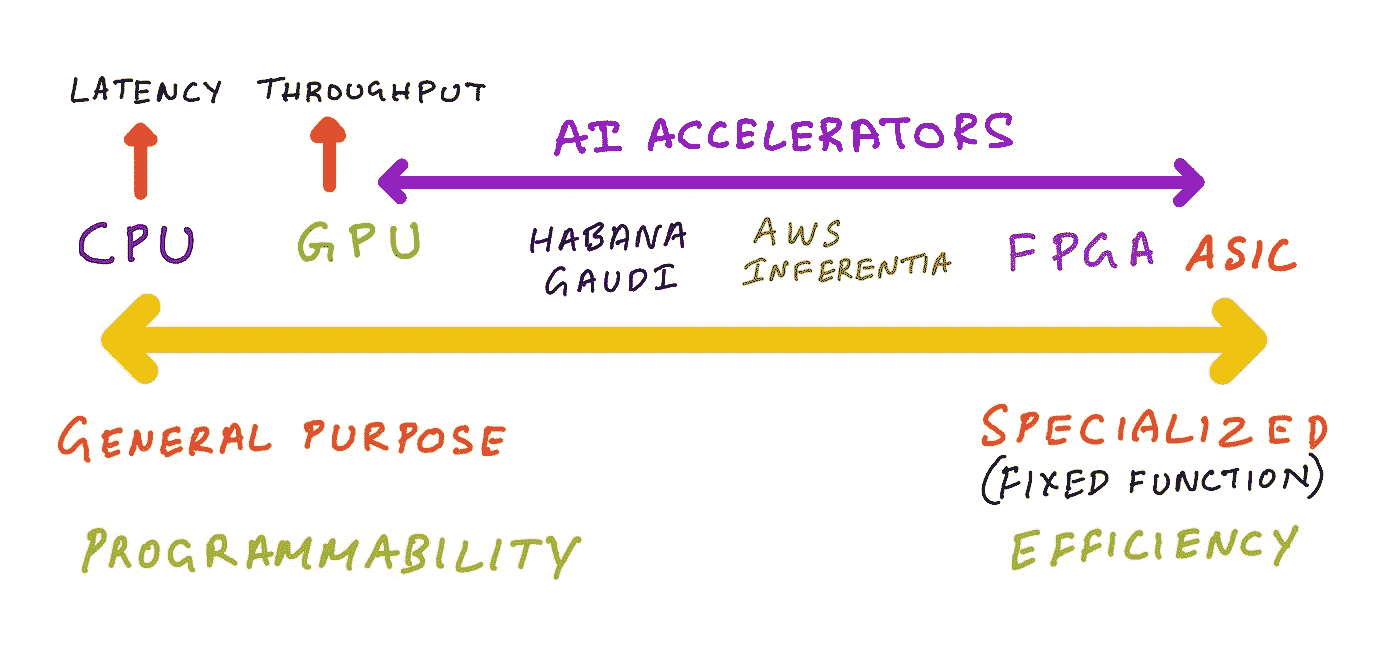 LATENCY THROUGHPUT
AI ACCELERATORS
CPU GPU HABANA GAUDI AWS INFERENTIA FPGA ASIC
GENERAL PURPOSE
SPECIALIZED
(FIXED FUNCTION)
PROGRAMMABILITY
EFFICIENCY